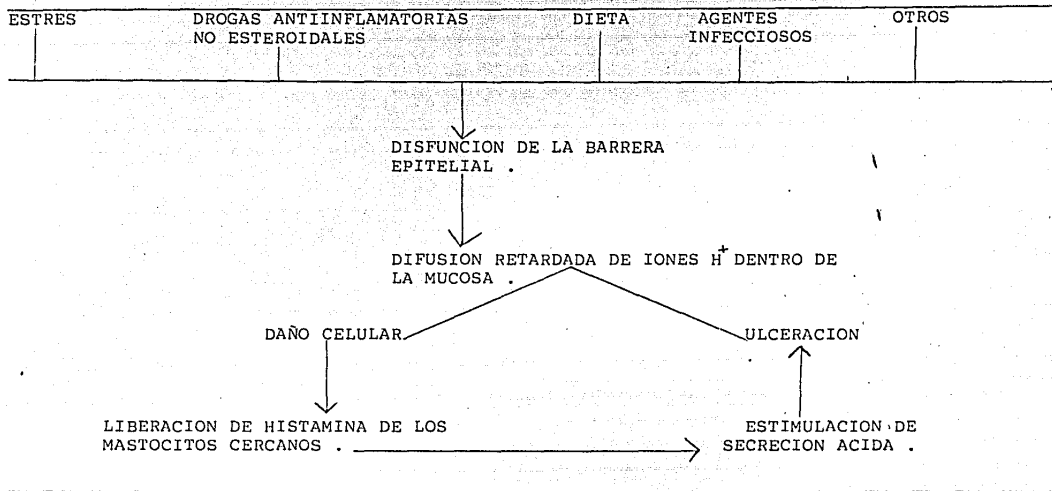 ESTRES DROGAS ANTIINFLAMATORIAS NO ESTEROIDALES DIETA AGENTES INFECCIOSOS OTROS
DISFUNCION DE LA BARRERA
EPITELIAL .
DIFUSION RETARDADA DE IONES H+ DENTRO DE
LA MUCOSA .
DAÑO CELULAR
ULCERACION
LIBERACION DE HISTAMINA DE LOS
MASTOCITOS CERCANOS .
ESTIMULACION DE
SECRECION ACIDA .